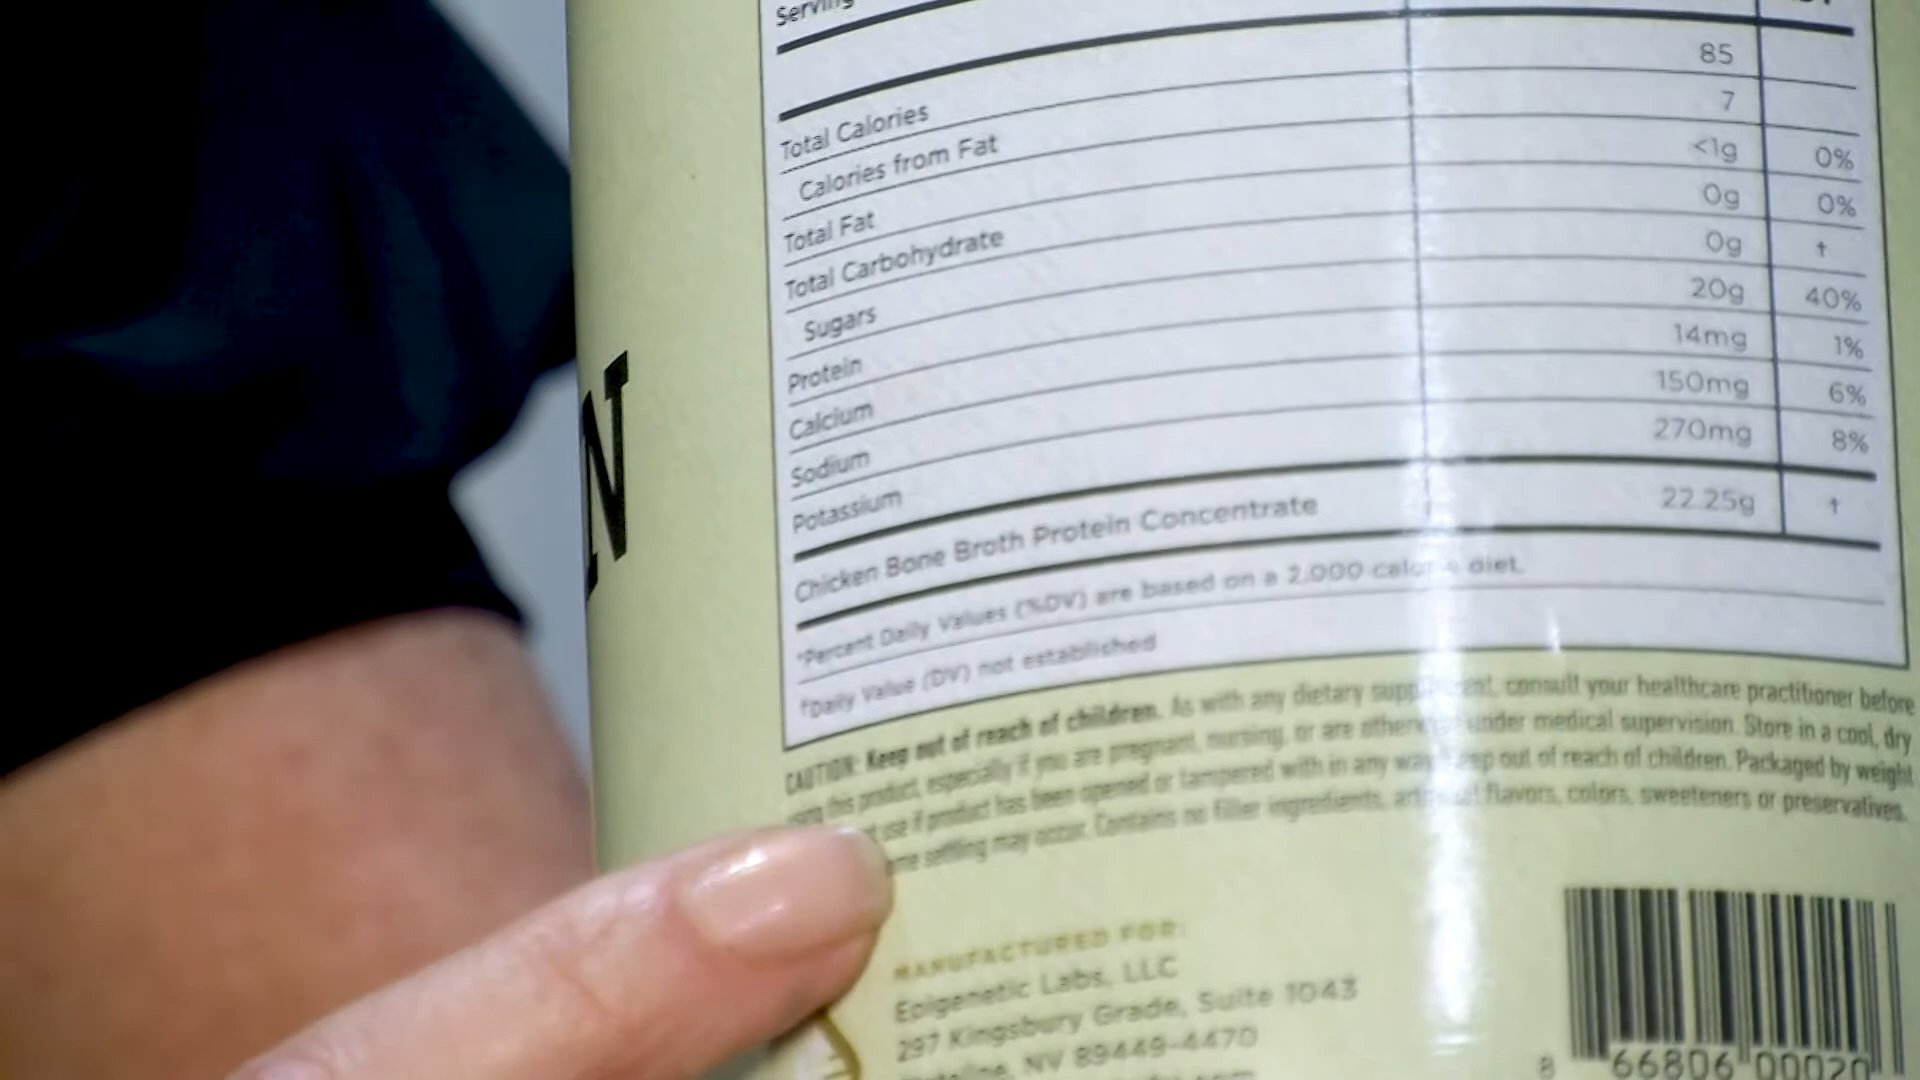 Serving
Total Calories 85
Calories from Fat 7
Total Fat <1g 0%
Total Carbohydrate 0g 0%
Sugars 0g †
Protein 20g 40%
Calcium 14mg 1%
Sodium 150mg 6%
Potassium 270mg 8%
Chicken Bone Broth Protein Concentrate 22.25g †
*Percent Daily Values (%DV) are based on a 2,000 calorie diet.
†Daily Value (DV) not established
N
CAUTION: Keep out of reach of children. As with any dietary supplement, consult your healthcare practitioner before
using this product, especially if you are pregnant, nursing, or are otherwise under medical supervision. Store in a cool, dry
use if product has been opened or tampered with in any way. Keep out of reach of children. Packaged by weight
settling may occur. Contains no filler ingredients, artificial flavors, colors, sweeteners or preservatives.
MANUFACTURED FOR:
Epigenetic Labs, LLC
297 Kingsbury Grade, Suite 1043
NV 89449-4470
8 66806 00020